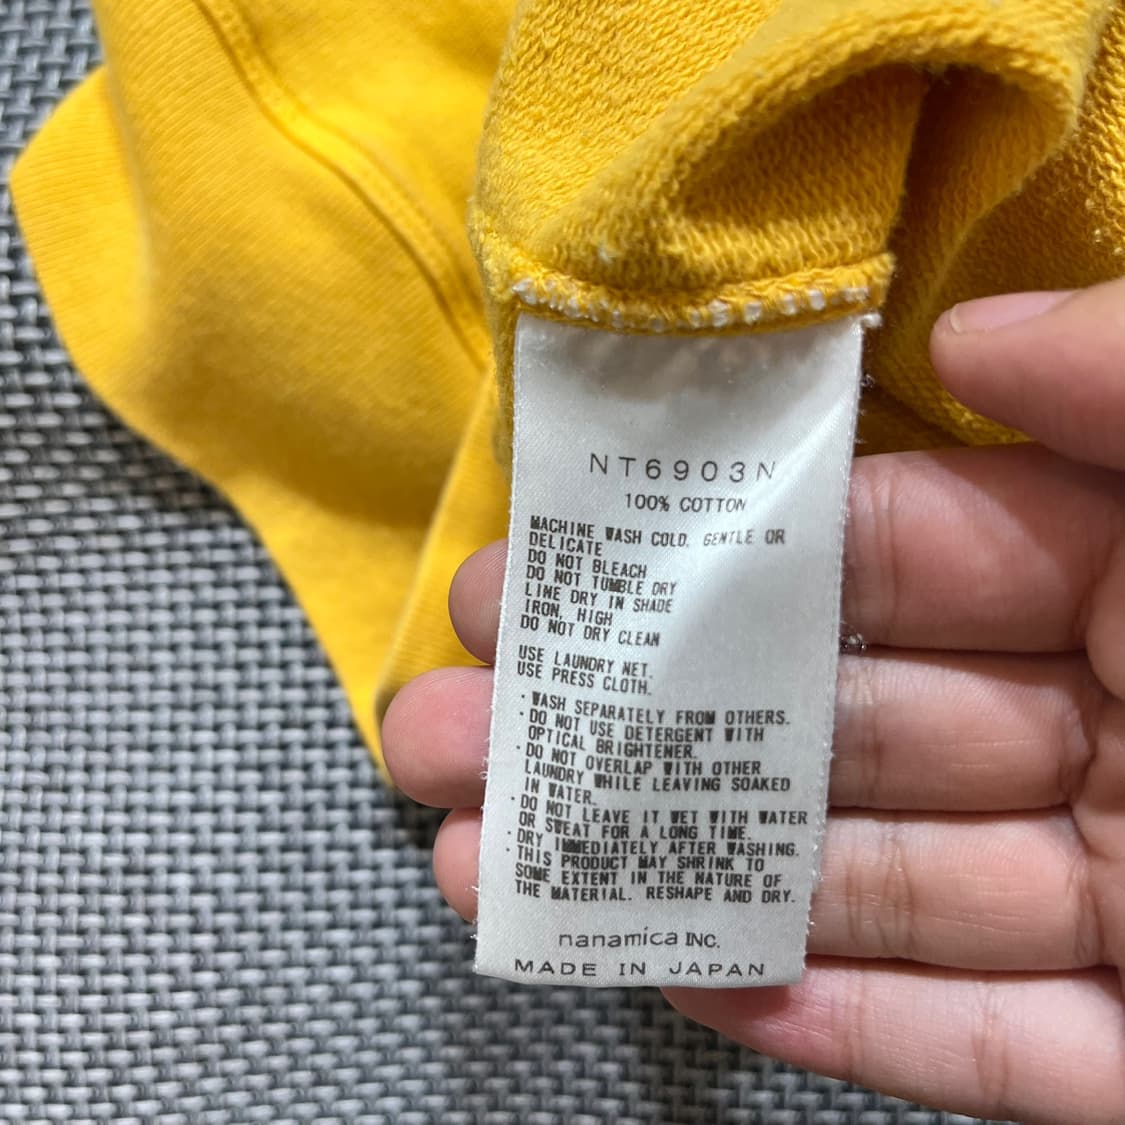 NT6903N
100% COTTON
MACHINE WASH COLD, GENTLE OR
DELICATE
DO NOT BLEACH
DO NOT TUMBLE DRY
LINE DRY IN SHADE
IRON, HIGH
DO NOT DRY CLEAN
USE LAUNDRY NET.
USE PRESS CLOTH.
・WASH SEPARATELY FROM OTHERS.
・DO NOT USE DETERGENT WITH
OPTICAL BRIGHTENER.
・DO NOT OVERLAP WITH OTHER
LAUNDRY WHILE LEAVING SOAKED
IN WATER.
・DO NOT LEAVE IT WET WITH WATER
OR SWEAT FOR A LONG TIME.
・DRY IMMEDIATELY AFTER WASHING.
・THIS PRODUCT MAY SHRINK TO
SOME EXTENT IN THE NATURE OF
THE MATERIAL. RESHAPE AND DRY.
nanamica INC.
MADE IN JAPAN